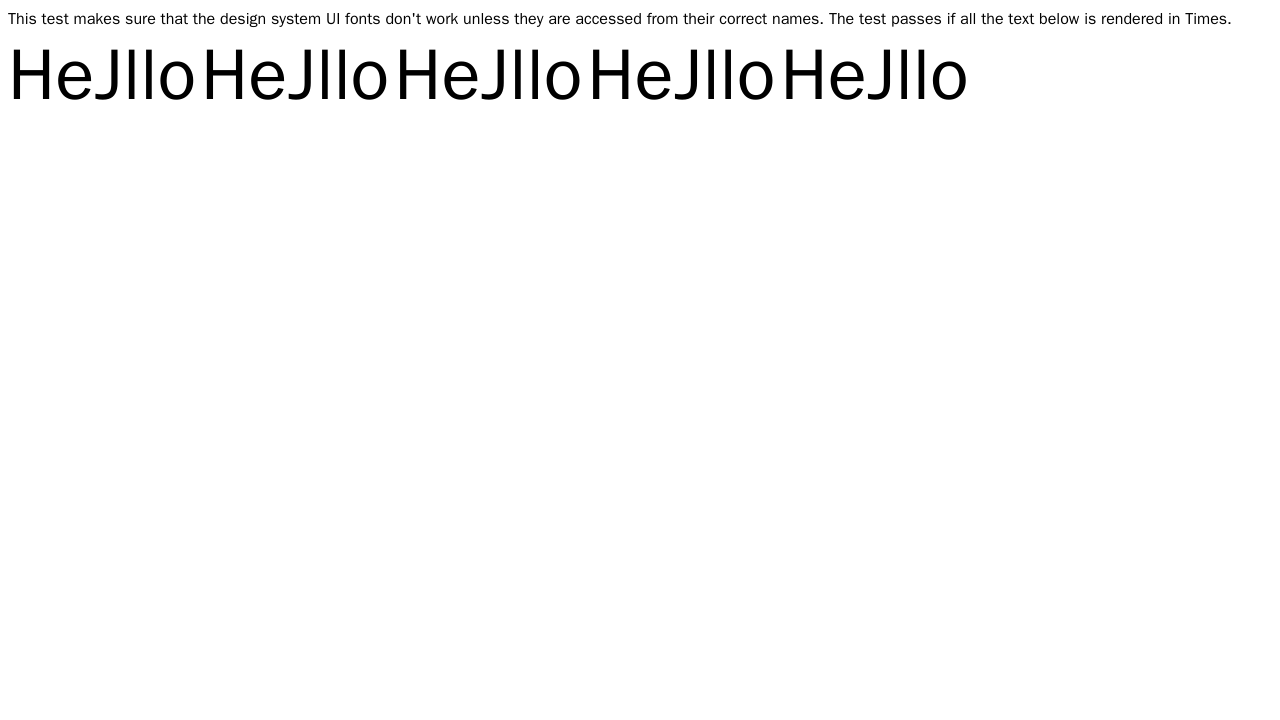 This test makes sure that the design system UI fonts don't work unless they are accessed from their correct names. The test passes if all the text below is rendered in Times.
HeJllo HeJllo HeJllo HeJllo HeJllo